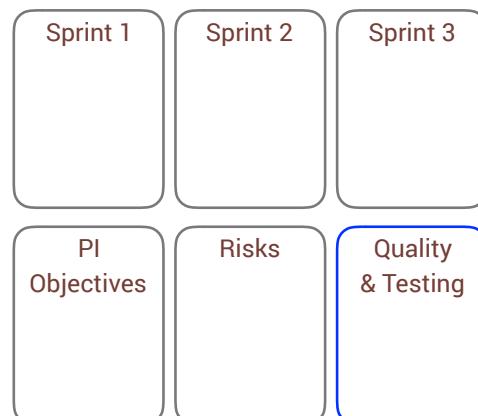 Sprint 1
Sprint 2
Sprint 3
PI
Objectives
Risks
Quality
& Testing